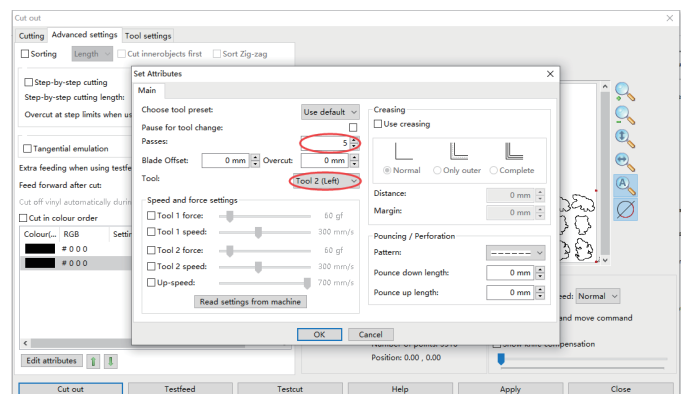 Cut out
Cutting Advanced settings Tool settings
Sorting Length Cut innerobjects first Sort Zig-zag
Step-by-step cutting
Step-by-step cutting length:
Overcut at step limits when us
Tangential emulation
Extra feeding when using testfe
Feed forward after cut:
Cut off vinyl automatically durin
Cut in colour order
Colour(... RGB Settin
# 0 0 0
# 0 0 0
Edit attributes
Set Attributes
Main
Choose tool preset: Use default
Pause for tool change:
Passes: 5
Blade Offset: 0 mm Overcut: 0 mm
Tool: Tool 2 (Left)
Speed and force settings
Tool 1 force: 60 gf
Tool 1 speed: 300 mm/s
Tool 2 force: 60 gf
Tool 2 speed: 300 mm/s
Up-speed: 700 mm/s
Read settings from machine
Creasing
Use creasing
Normal Only outer Complete
Distance: 0 mm
Margin: 0 mm
Pouncing / Perforation
Pattern:
Pounce down length: 0 mm
Pounce up length: 0 mm
OK Cancel
A
eed: Normal
and move command
Show knife compensation
Position: 0.00 , 0.00
Cut out Testfeed Testcut Help Apply Close